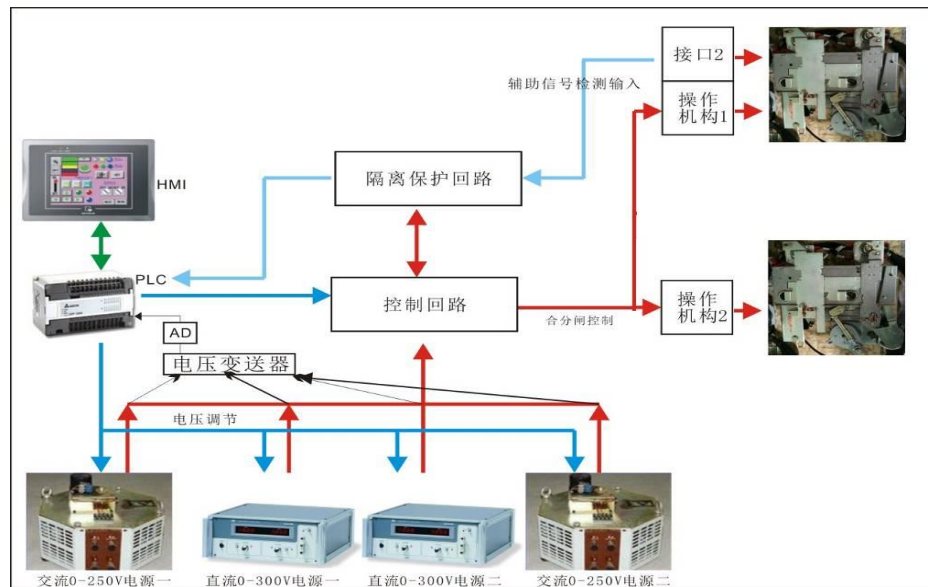 接口2
辅助信号检测输入
操作
机构1
隔离保护回路
HMI
PLC
控制回路
操作
机构2
合分闸控制
AD
电压变送器
电压调节
交流0-250V电源一
直流0-300V电源一
直流0-300V电源二
交流0-250V电源二